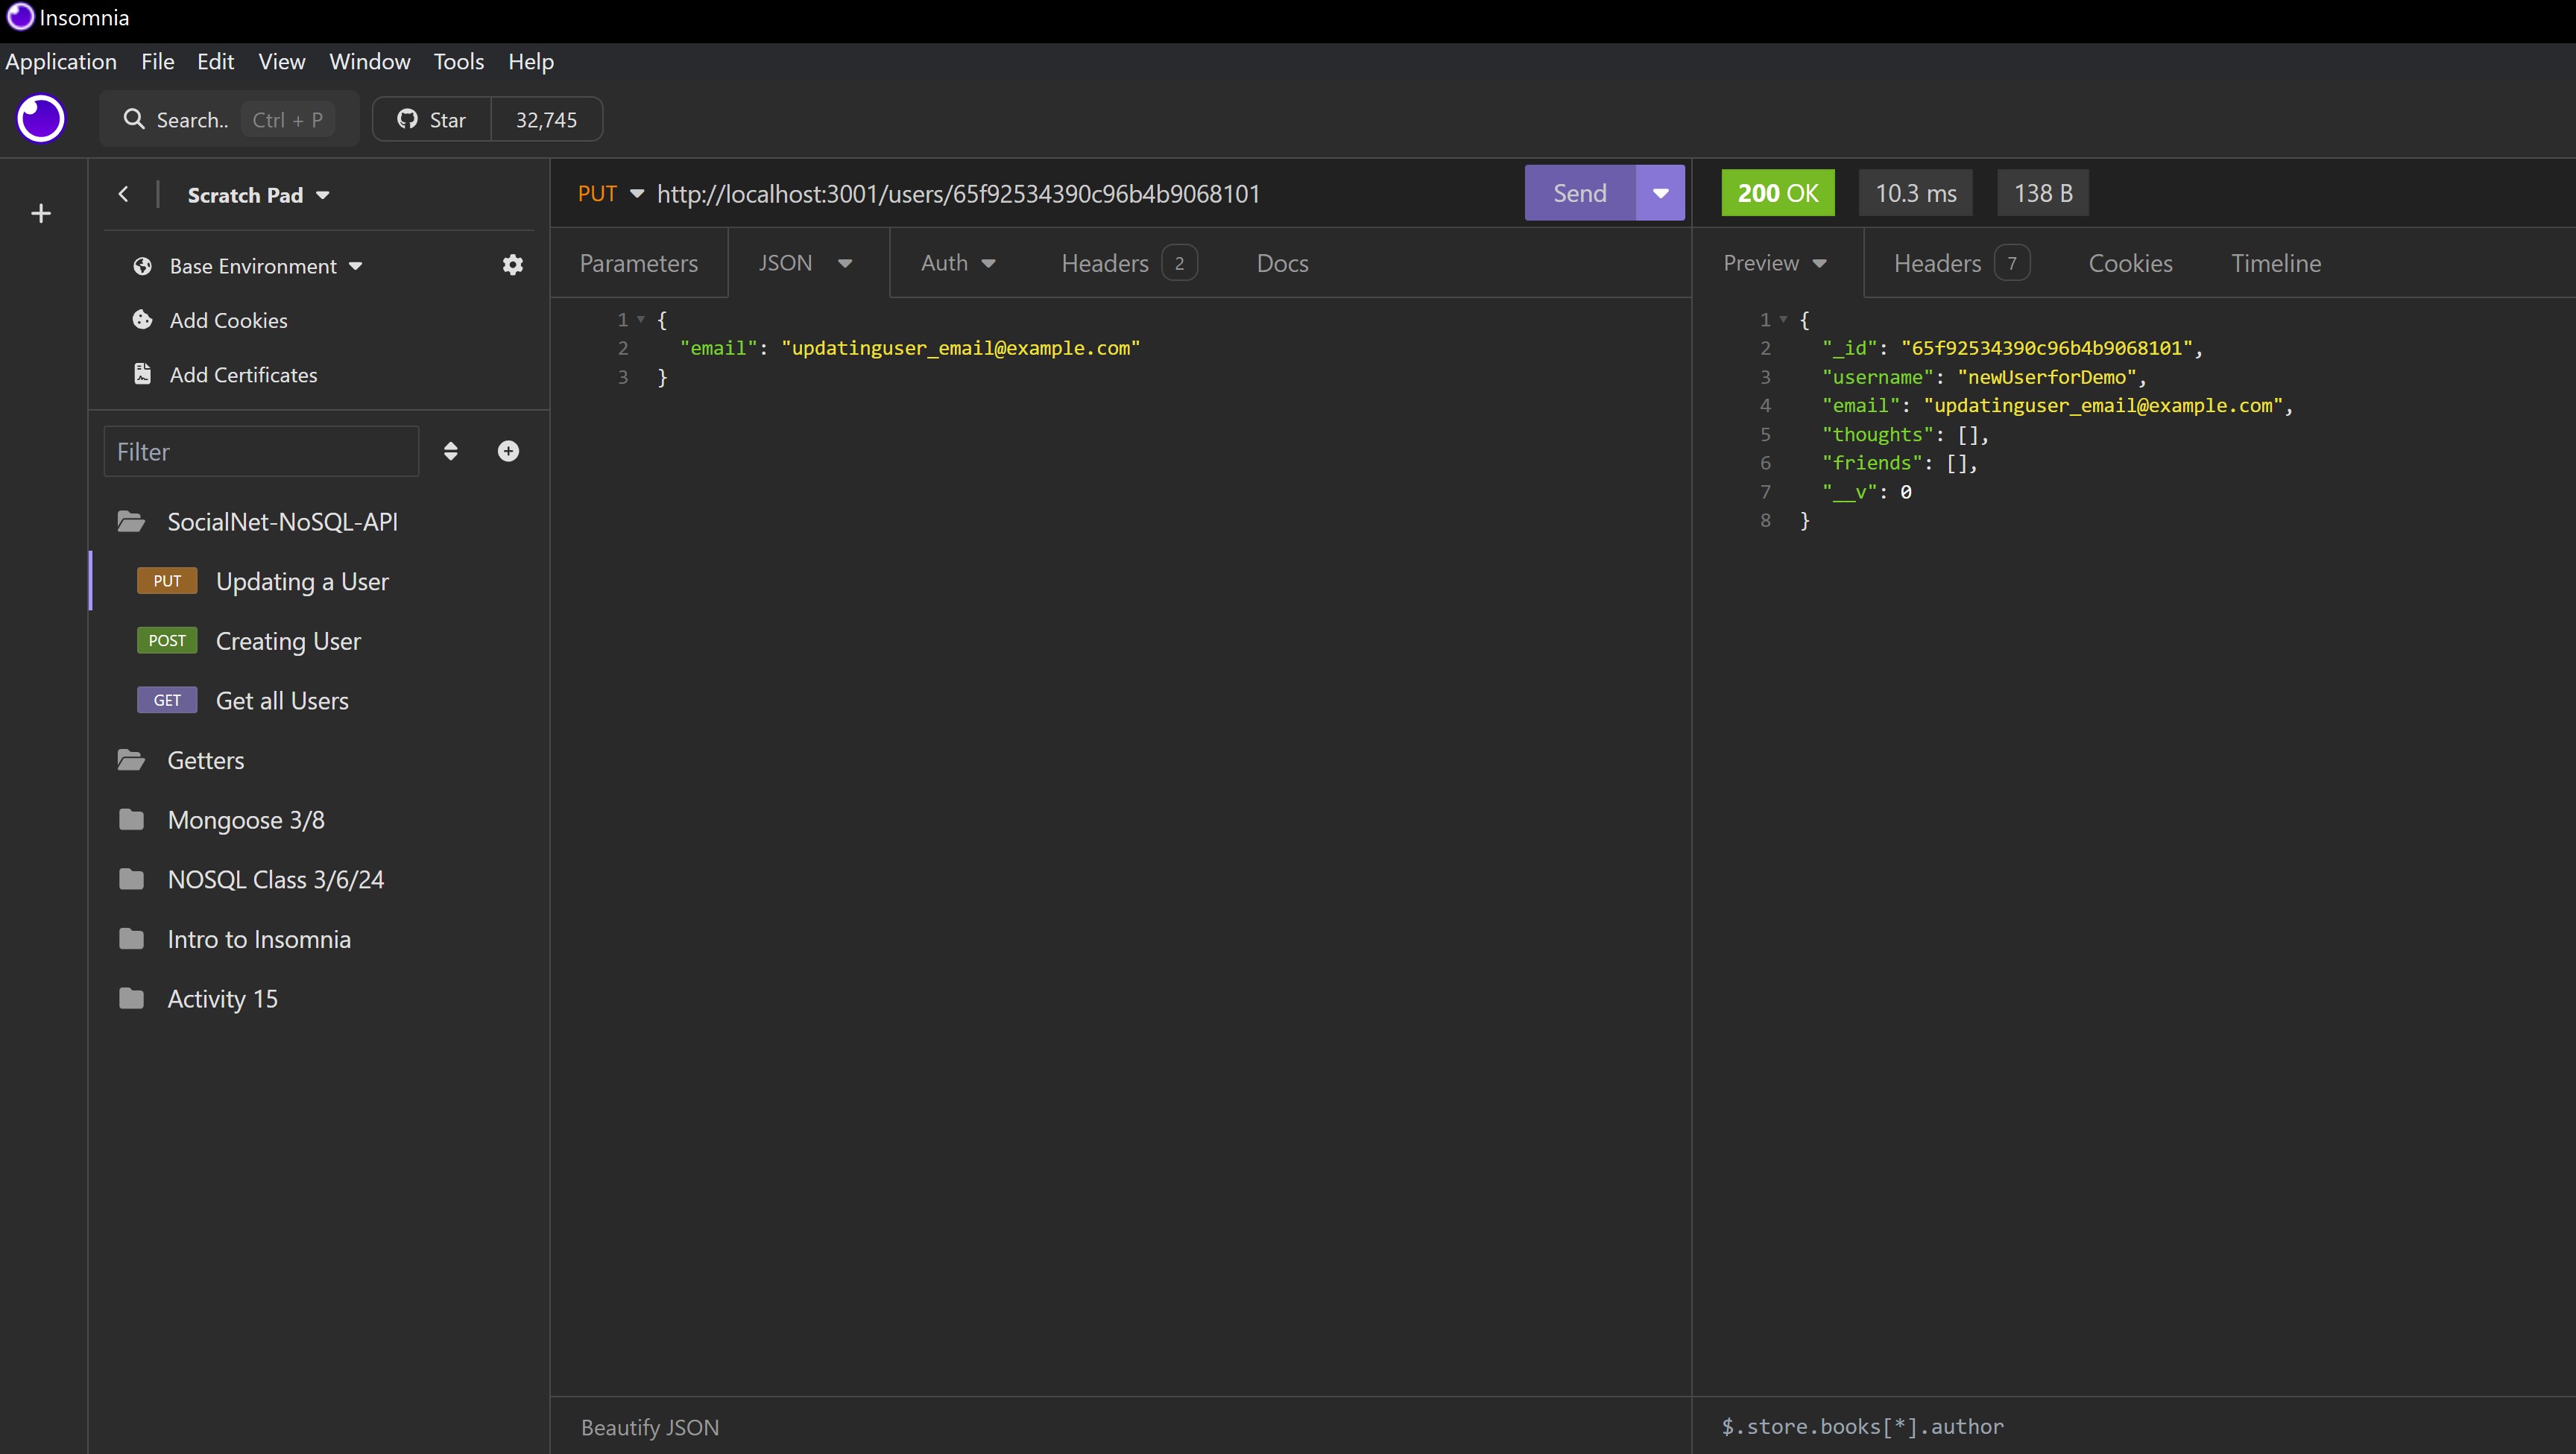 Insomnia
Application File Edit View Window Tools Help
Search.. Ctrl + P Star 32,745
Scratch Pad
Base Environment
Add Cookies
Add Certificates
Filter
SocialNet-NoSQL-API
PUT Updating a User
POST Creating User
GET Get all Users
Getters
Mongoose 3/8
NOSQL Class 3/6/24
Intro to Insomnia
Activity 15
PUT http://localhost:3001/users/65f92534390c96b4b9068101 Send
Parameters JSON Auth Headers 2 Docs
1 {
2 "email": "updatinguser_email@example.com"
3 }
Beautify JSON
200 OK 10.3 ms 138 B
Preview Headers 7 Cookies Timeline
1 {
2 "_id": "65f92534390c96b4b9068101",
3 "username": "newUserforDemo",
4 "email": "updatinguser_email@example.com",
5 "thoughts": [],
6 "friends": [],
7 "__v": 0
8 }
$.store.books[*].author